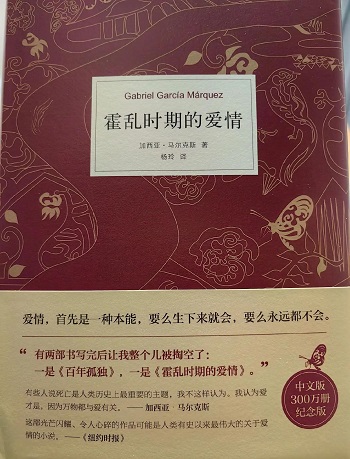 Gabriel García Márquez
霍乱时期的爱情
加西亚·马尔克斯 著
杨玲 译
爱情，首先是一种本能，要么生下来就会，要么永远都不会。
“有两部书写完后让我整个儿被掏空了：
一是《百年孤独》，一是《霍乱时期的爱情》。”
有些人说死亡是人类历史上最重要的主题，我不这样认为。我认为爱
才是，因为万物都与爱有关。——加西亚·马尔克斯
这部光芒闪耀、令人心碎的作品可能是人类有史以来最伟大的关于爱
情的小说。——《纽约时报》
中文版
300万册
纪念版